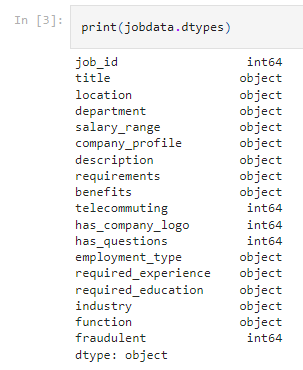 In [3]: print(jobdata.dtypes)
job_id int64
title object
location object
department object
salary_range object
company_profile object
description object
requirements object
benefits object
telecommuting int64
has_company_logo int64
has_questions int64
employment_type object
required_experience object
required_education object
industry object
function object
fraudulent int64
dtype: object